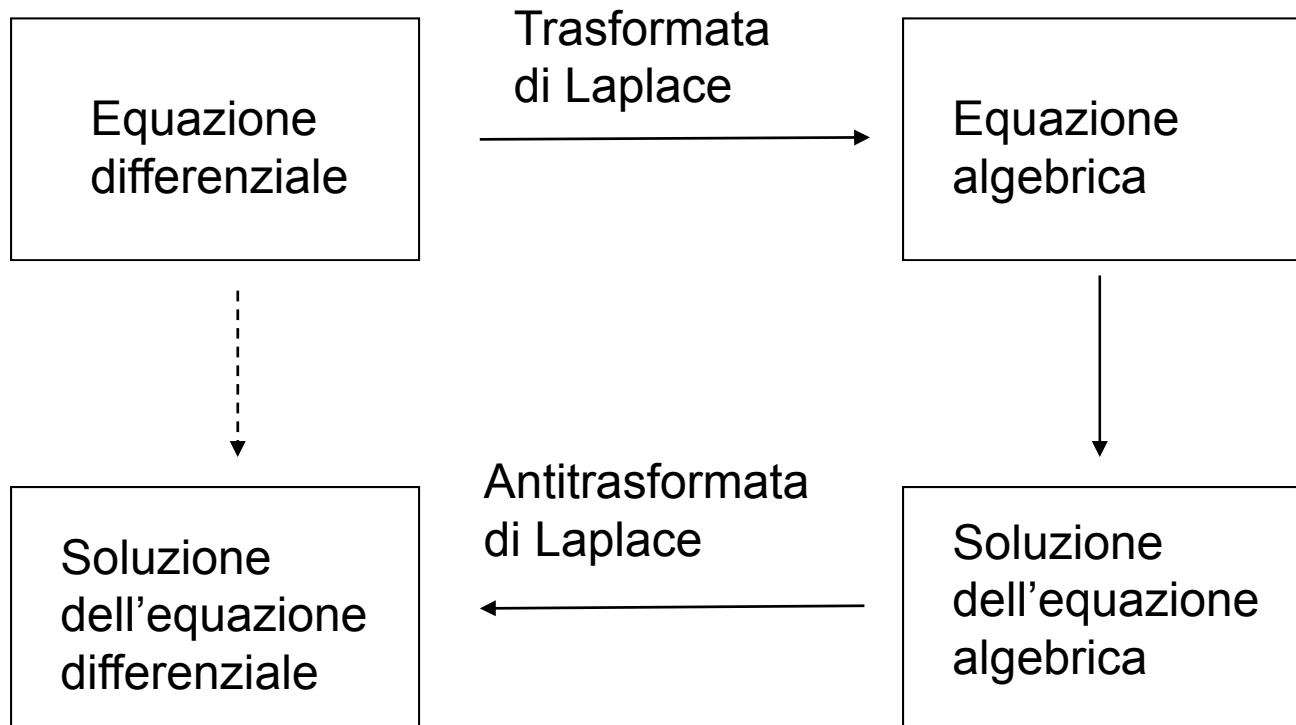 Trasformata
di Laplace
Equazione
differenziale
Equazione
algebrica
Antitrasformata
di Laplace
Soluzione
dell’equazione
differenziale
Soluzione
dell’equazione
algebrica